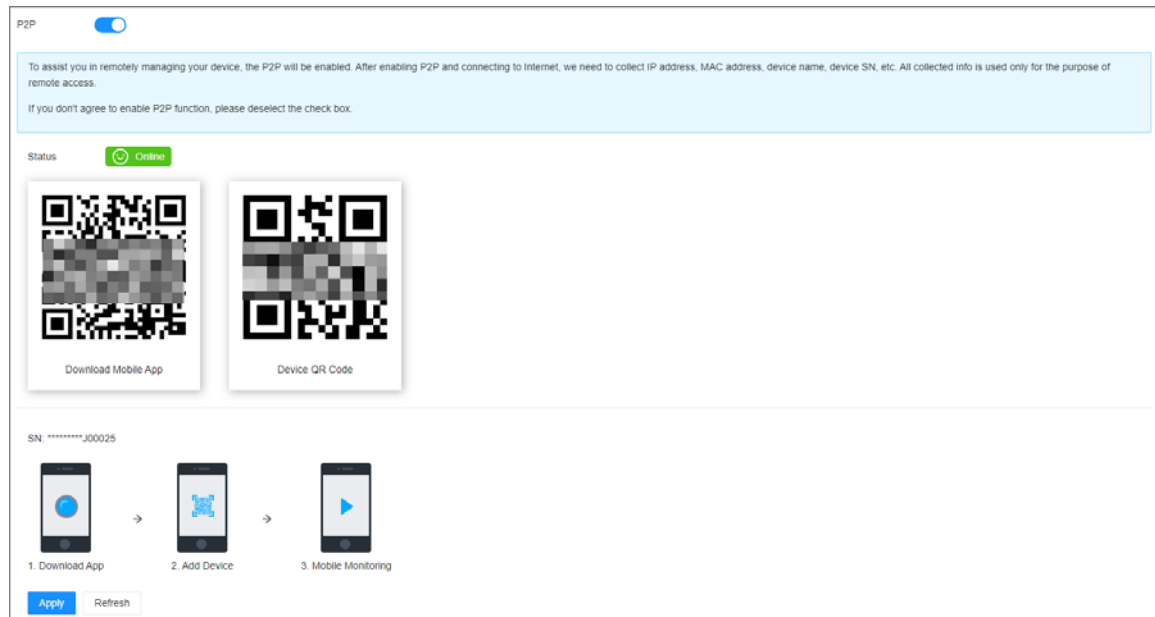 P2P
To assist you in remotely managing your device, the P2P will be enabled. After enabling P2P and connecting to Internet, we need to collect IP address, MAC address, device name, device SN, etc. All collected info is used only for the purpose of
remote access.
If you don't agree to enable P2P function, please deselect the check box.
Status
Online
Download Mobile App
Device QR Code
SN: *********J00025
1. Download App
2. Add Device
3. Mobile Monitoring
Apply
Refresh